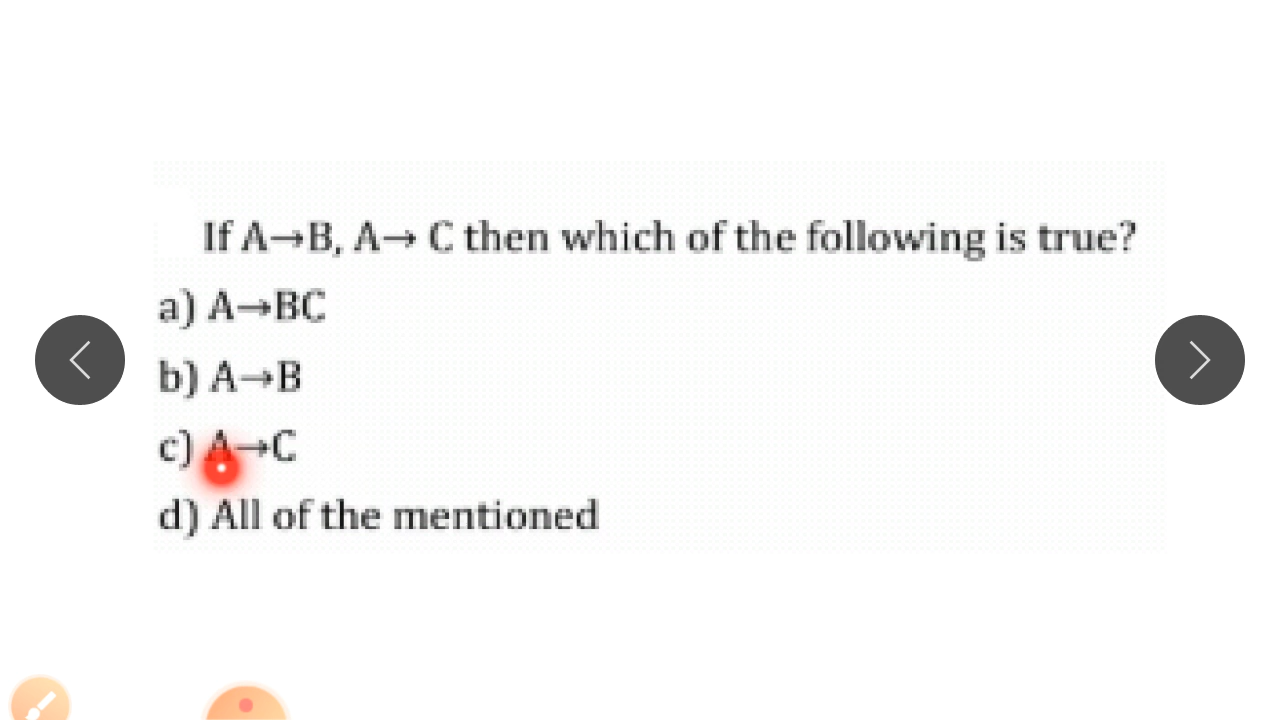 If A→B, A→ C then which of the following is true?
a) A→BC
b) A→B
c) A→C
d) All of the mentioned